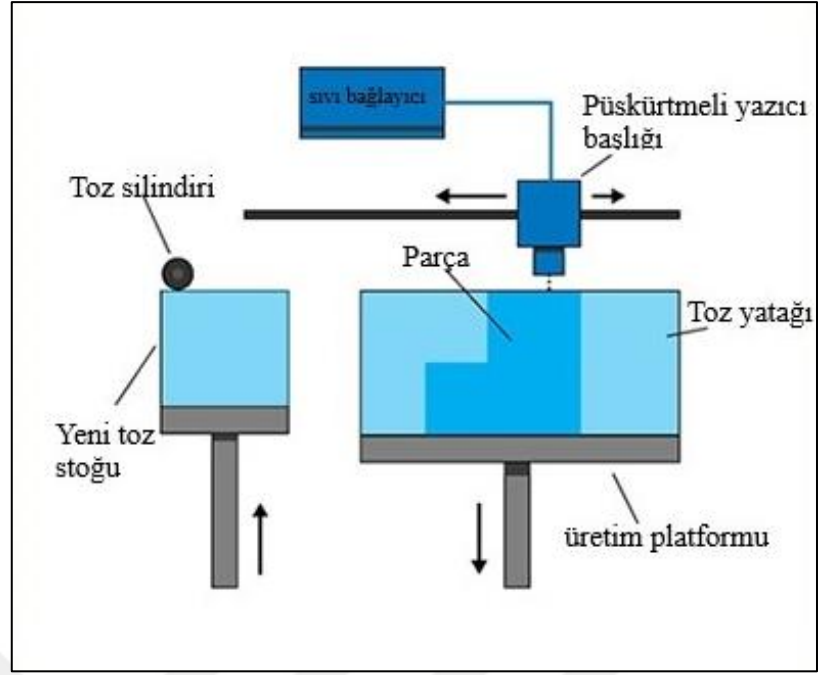 sıvı bağlayıcı
Püskürtmeli yazıcı
başlığı
Toz silindiri
Parça
Toz yatağı
Yeni toz
stoğu
üretim platformu